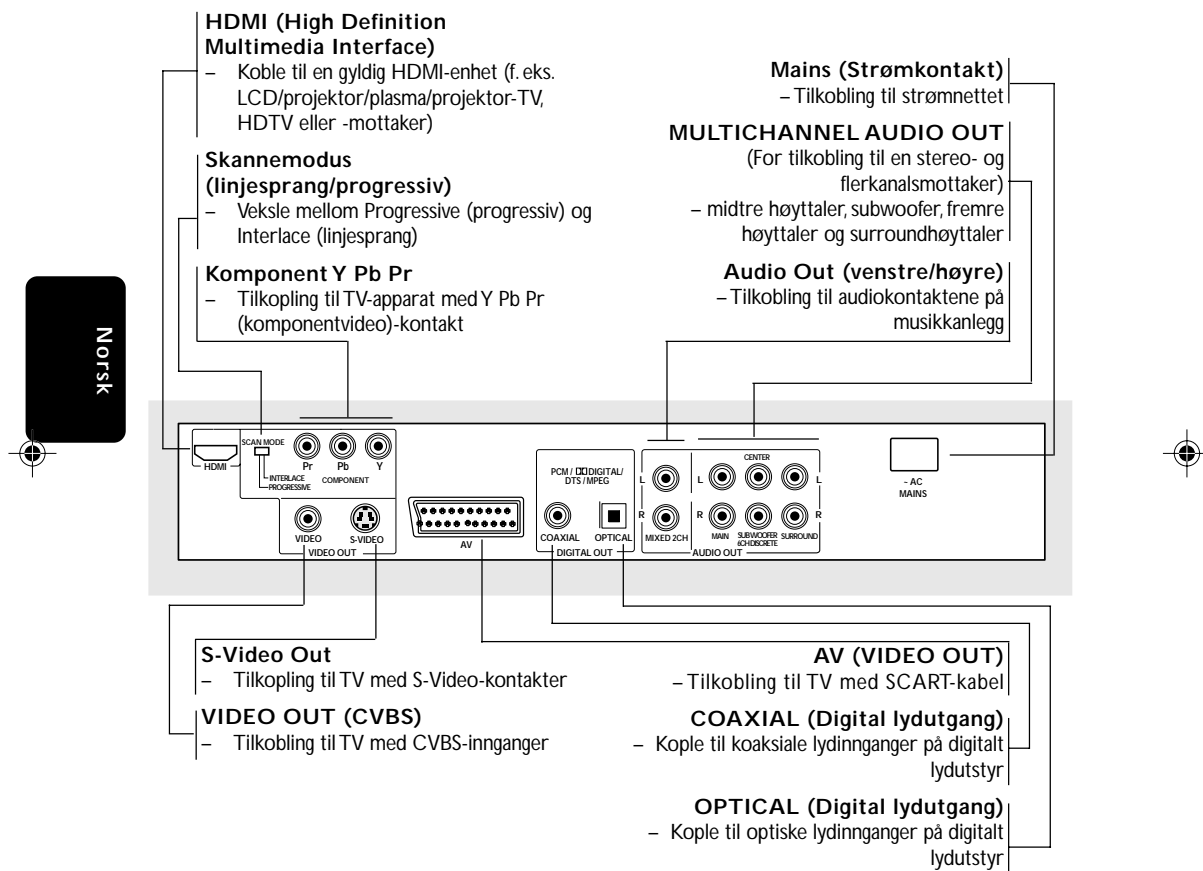 HDMI (High Definition
Multimedia Interface)
– Koble til en gyldig HDMI-enhet (f. eks.
LCD/projektor/plasma/projektor-TV,
HDTV eller -mottaker)
Skannemodus
(linjesprang/progressiv)
– Veksle mellom Progressive (progressiv) og
Interlace (linjesprang)
Komponent Y Pb Pr
– Tilkopling til TV-apparat med Y Pb Pr
(komponentvideo)-kontakt
Mains (Strømkontakt)
– Tilkobling til strømnettet
MULTICHANNEL AUDIO OUT
(For tilkobling til en stereo- og
flerkanalsmottaker)
– midtre høyttaler, subwoofer, fremre
høyttaler og surroundhøyttaler
Audio Out (venstre/høyre)
– Tilkobling til audiokontaktene på
musikkanlegg
Norsk
HDMI
SCAN MODE
INTERLACE
PROGRESSIVE
Pr Pb Y
COMPONENT
VIDEO S-VIDEO
VIDEO OUT
AV
PCM / DIGITAL/
DTS / MPEG
COAXIAL OPTICAL
DIGITAL OUT
L
R
MIXED 2CH
CENTER
L L
R R
MAIN SUBWOOFER SURROUND
6CH DISCRETE
AUDIO OUT
~ AC
MAINS
S-Video Out
– Tilkopling til TV med S-Video-kontakter
VIDEO OUT (CVBS)
– Tilkobling til TV med CVBS-innganger
AV (VIDEO OUT)
– Tilkobling til TV med SCART-kabel
COAXIAL (Digital lydutgang)
– Kople til koaksiale lydinnganger på digitalt
lydutstyr
OPTICAL (Digital lydutgang)
– Kople til optiske lydinnganger på digitalt
lydutstyr